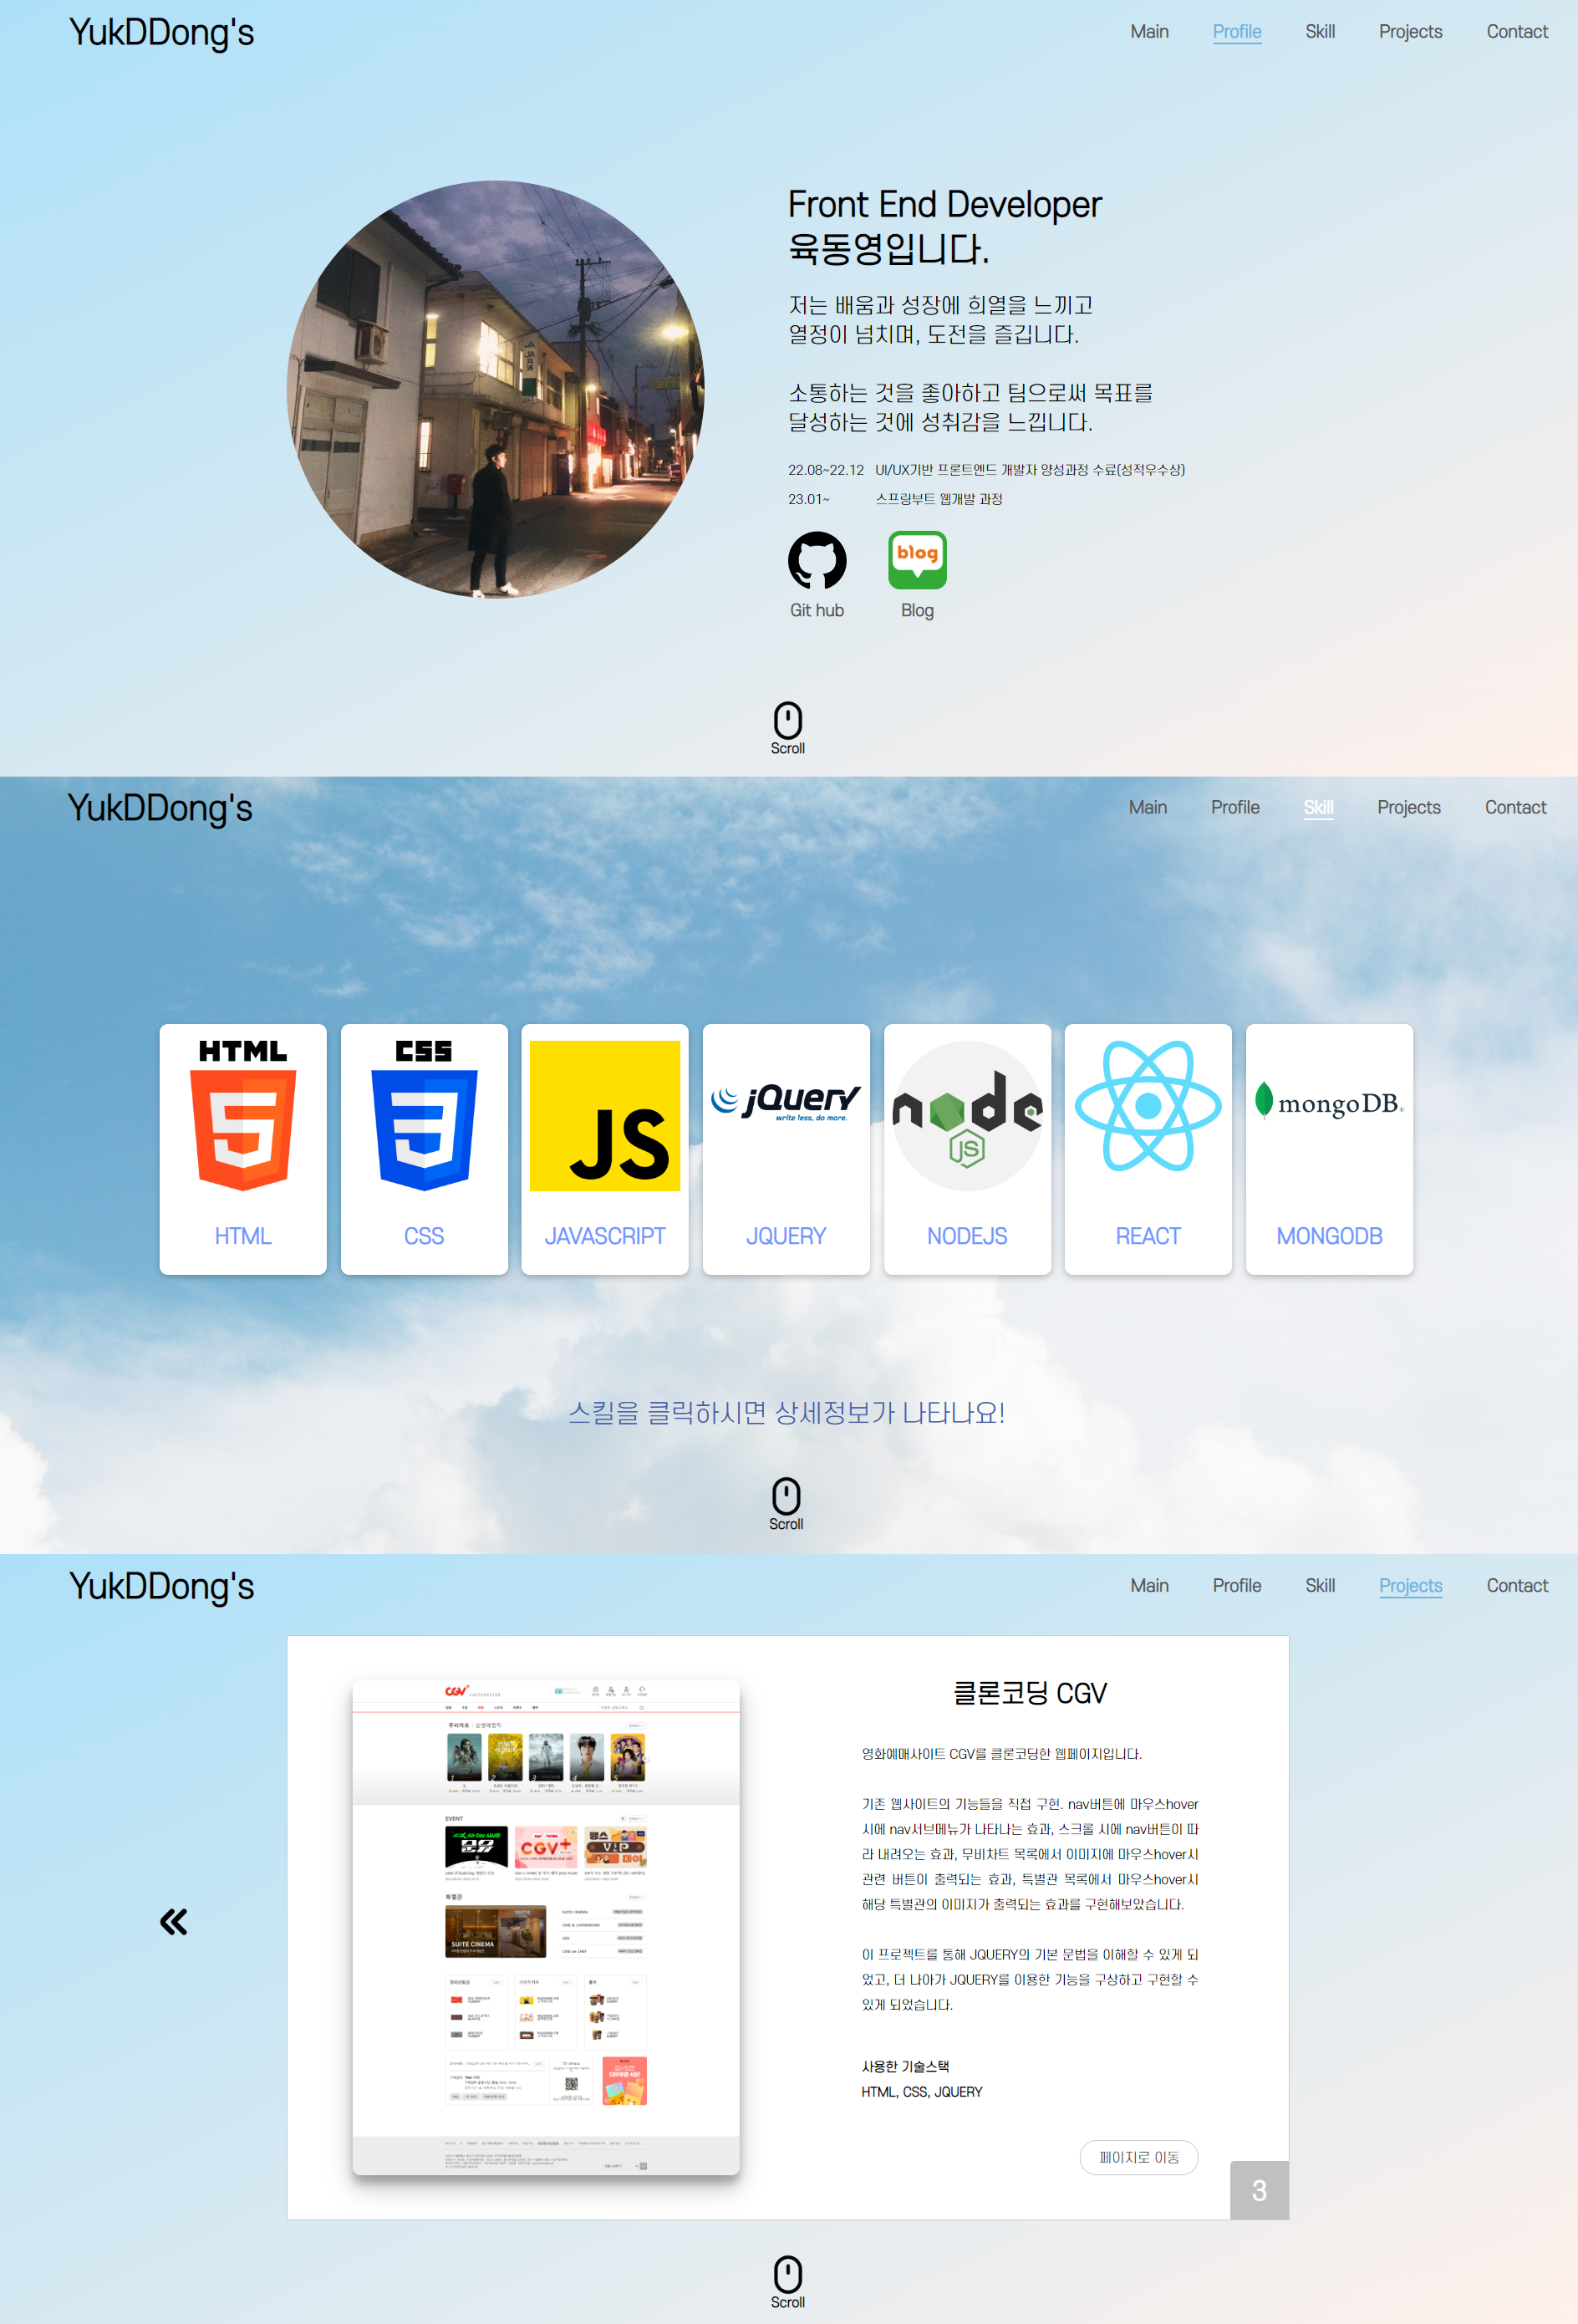 YukDDong's
Main Profile Skill Projects Contact
Front End Developer
육동영입니다.
저는 배움과 성장에 희열을 느끼고
열정이 넘치며, 도전을 즐깁니다.
소통하는 것을 좋아하고 팀으로써 목표를
달성하는 것에 성취감을 느낍니다.
22.08~22.12 UI/UX기반 프론트엔드 개발자 양성과정 수료(성적우수상)
23.01~ 스프링부트 웹개발 과정
blog
Git hub Blog
Scroll
YukDDong's
Main Profile Skill Projects Contact
HTML CSS JS jQuery write less, do more. node JS mongoDB
HTML CSS JAVASCRIPT JQUERY NODEJS REACT MONGODB
스킬을 클릭하시면 상세정보가 나타나요!
Scroll
YukDDong's
Main Profile Skill Projects Contact
CGV
EVENT
CGV+
VIP
특별관
SUITE CINEMA
클론코딩 CGV
영화예매사이트 CGV를 클론코딩한 웹페이지입니다.
기존 웹사이트의 기능들을 직접 구현. nav버튼에 마우스hover
시에 nav서브메뉴가 나타나는 효과, 스크롤 시에 nav버튼이 따
라 내려오는 효과, 무비차트 목록에서 이미지에 마우스hover시
관련 버튼이 출력되는 효과, 특별관 목록에서 마우스hover시
해당 특별관의 이미지가 출력되는 효과를 구현해보았습니다.
이 프로젝트를 통해 JQUERY의 기본 문법을 이해할 수 있게 되
었고, 더 나아가 JQUERY를 이용한 기능을 구상하고 구현할 수
있게 되었습니다.
사용한 기술스택
HTML, CSS, JQUERY
페이지로 이동
3
Scroll